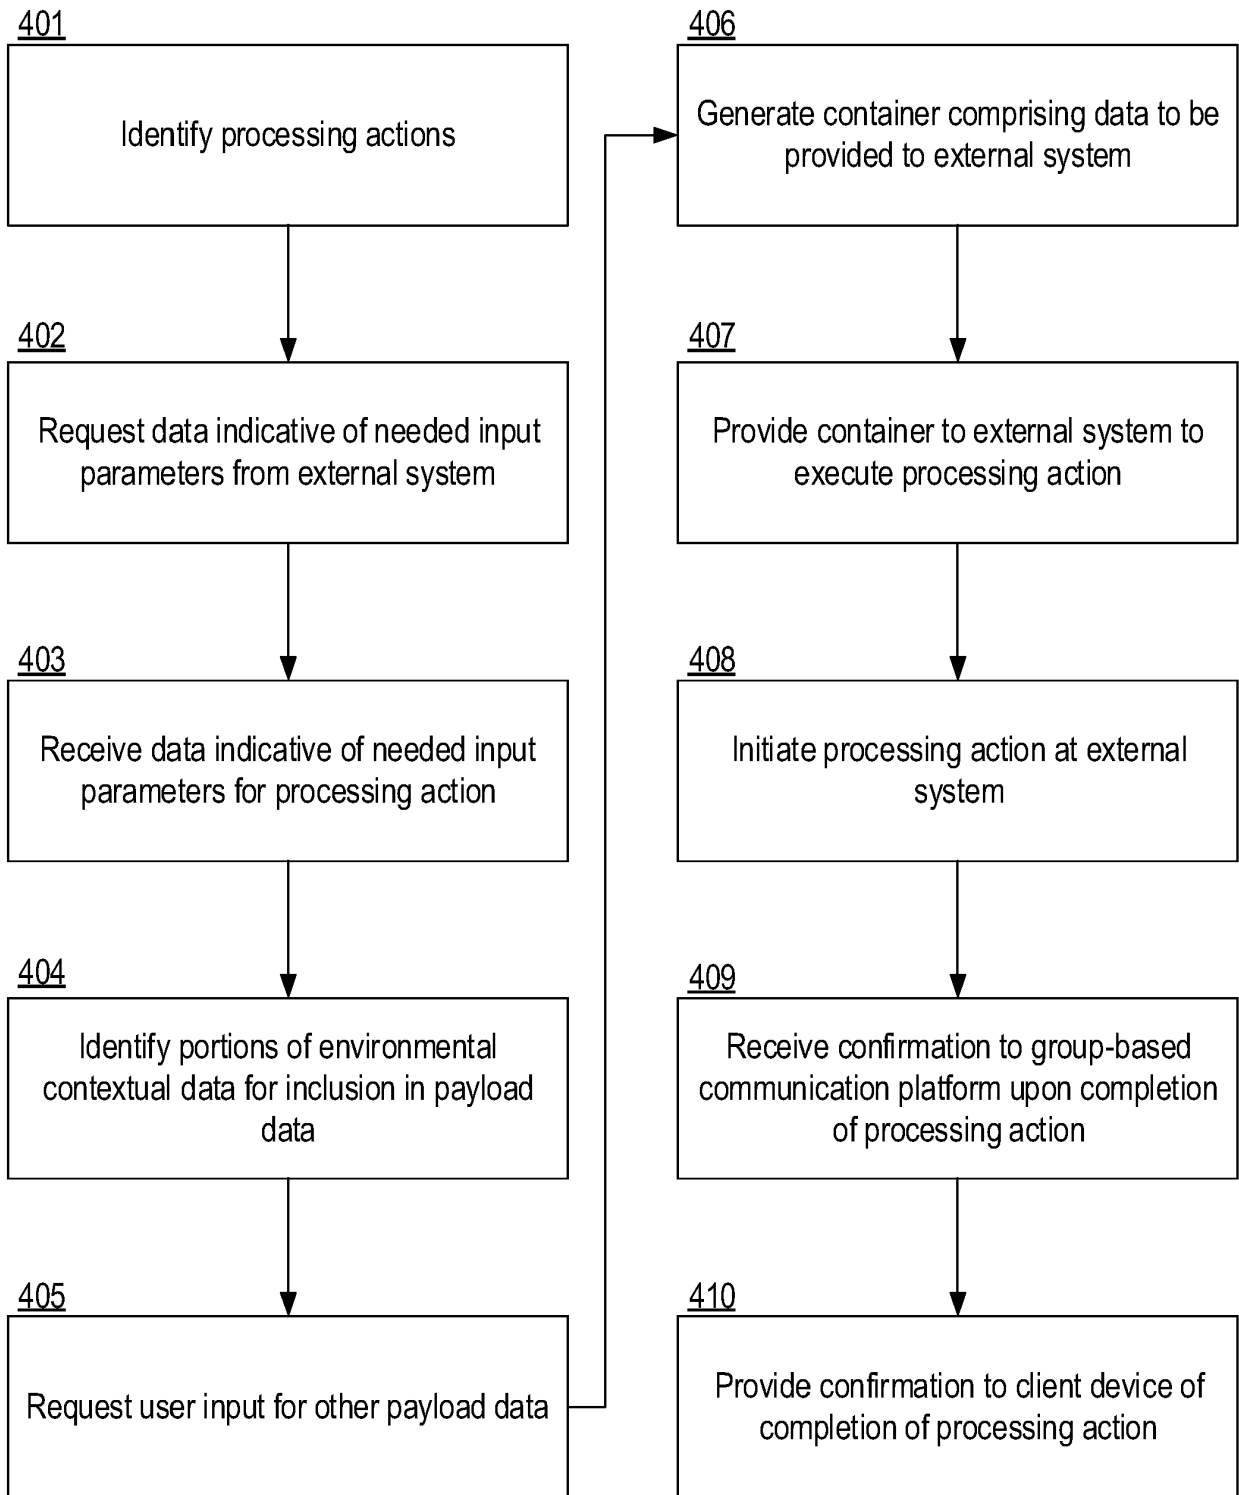 401
Identify processing actions
402
Request data indicative of needed input
parameters from external system
403
Receive data indicative of needed input
parameters for processing action
404
Identify portions of environmental
contextual data for inclusion in payload
data
405
Request user input for other payload data
406
Generate container comprising data to be
provided to external system
407
Provide container to external system to
execute processing action
408
Initiate processing action at external
system
409
Receive confirmation to group-based
communication platform upon completion
of processing action
410
Provide confirmation to client device of
completion of processing action